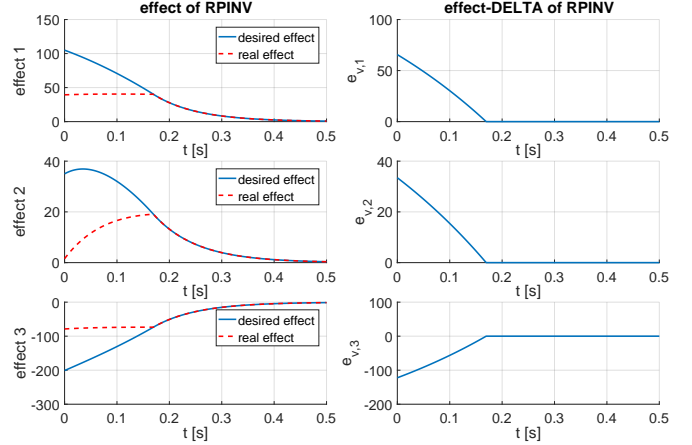 effect of RPINV
150
100
50
0
effect 1
desired effect
real effect
0 0.1 0.2 0.3 0.4 0.5
t [s]
effect-DELTA of RPINV
100
50
0
e_{v,1}
0 0.1 0.2 0.3 0.4 0.5
t [s]
40
20
0
effect 2
desired effect
real effect
0 0.1 0.2 0.3 0.4 0.5
t [s]
40
20
0
e_{v,2}
0 0.1 0.2 0.3 0.4 0.5
t [s]
0
-100
-200
-300
effect 3
desired effect
real effect
0 0.1 0.2 0.3 0.4 0.5
t [s]
100
0
-100
-200
e_{v,3}
0 0.1 0.2 0.3 0.4 0.5
t [s]